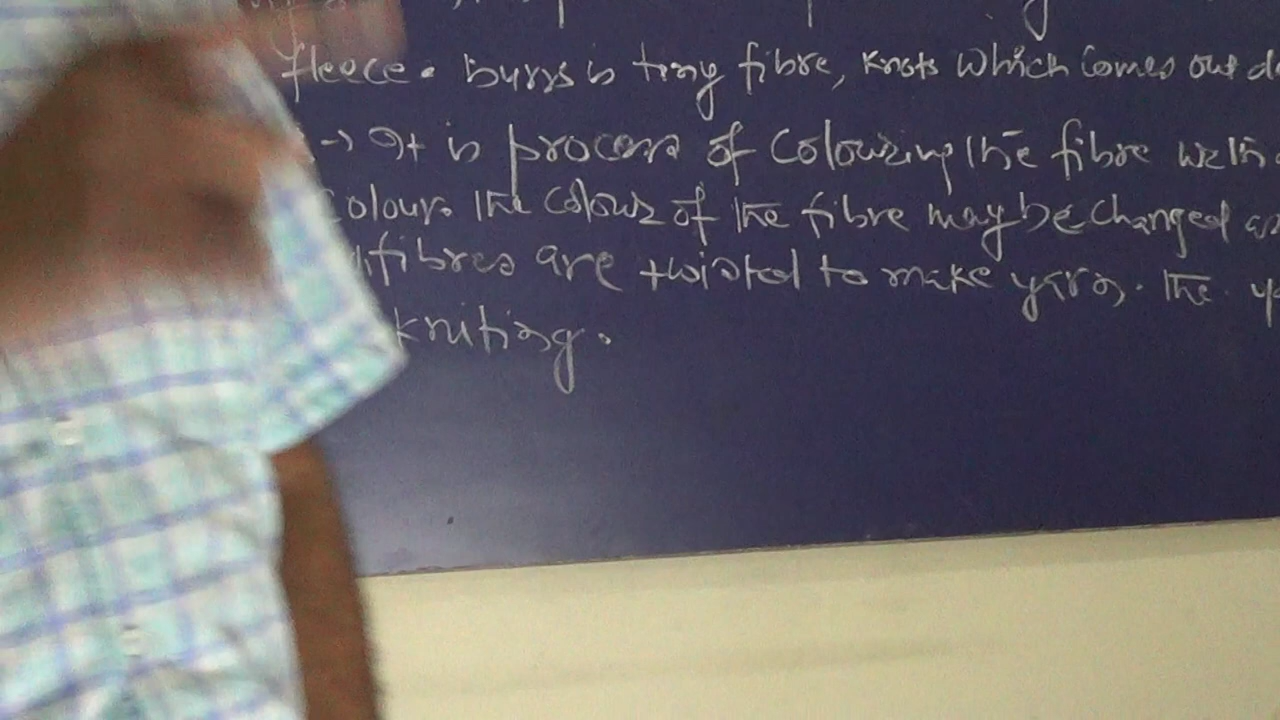 fleece. burrs is tiny fibre, knots which comes out
→ It is process of colouring the fibre with
colour. The colour of the fibre may be changed as
fibres are twisted to make yarn. The
knitting.